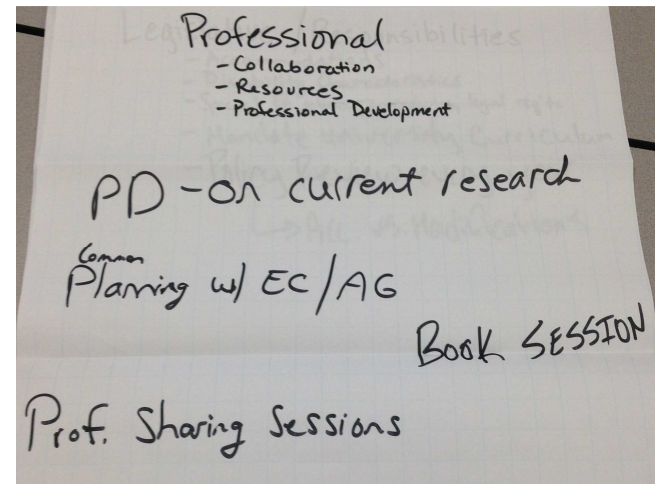 Professional
- Collaboration
- Resources
- Professional Development
PD - on current research
Common
Planning w/ EC/AG
Book SESSION
Prof. Sharing Sessions